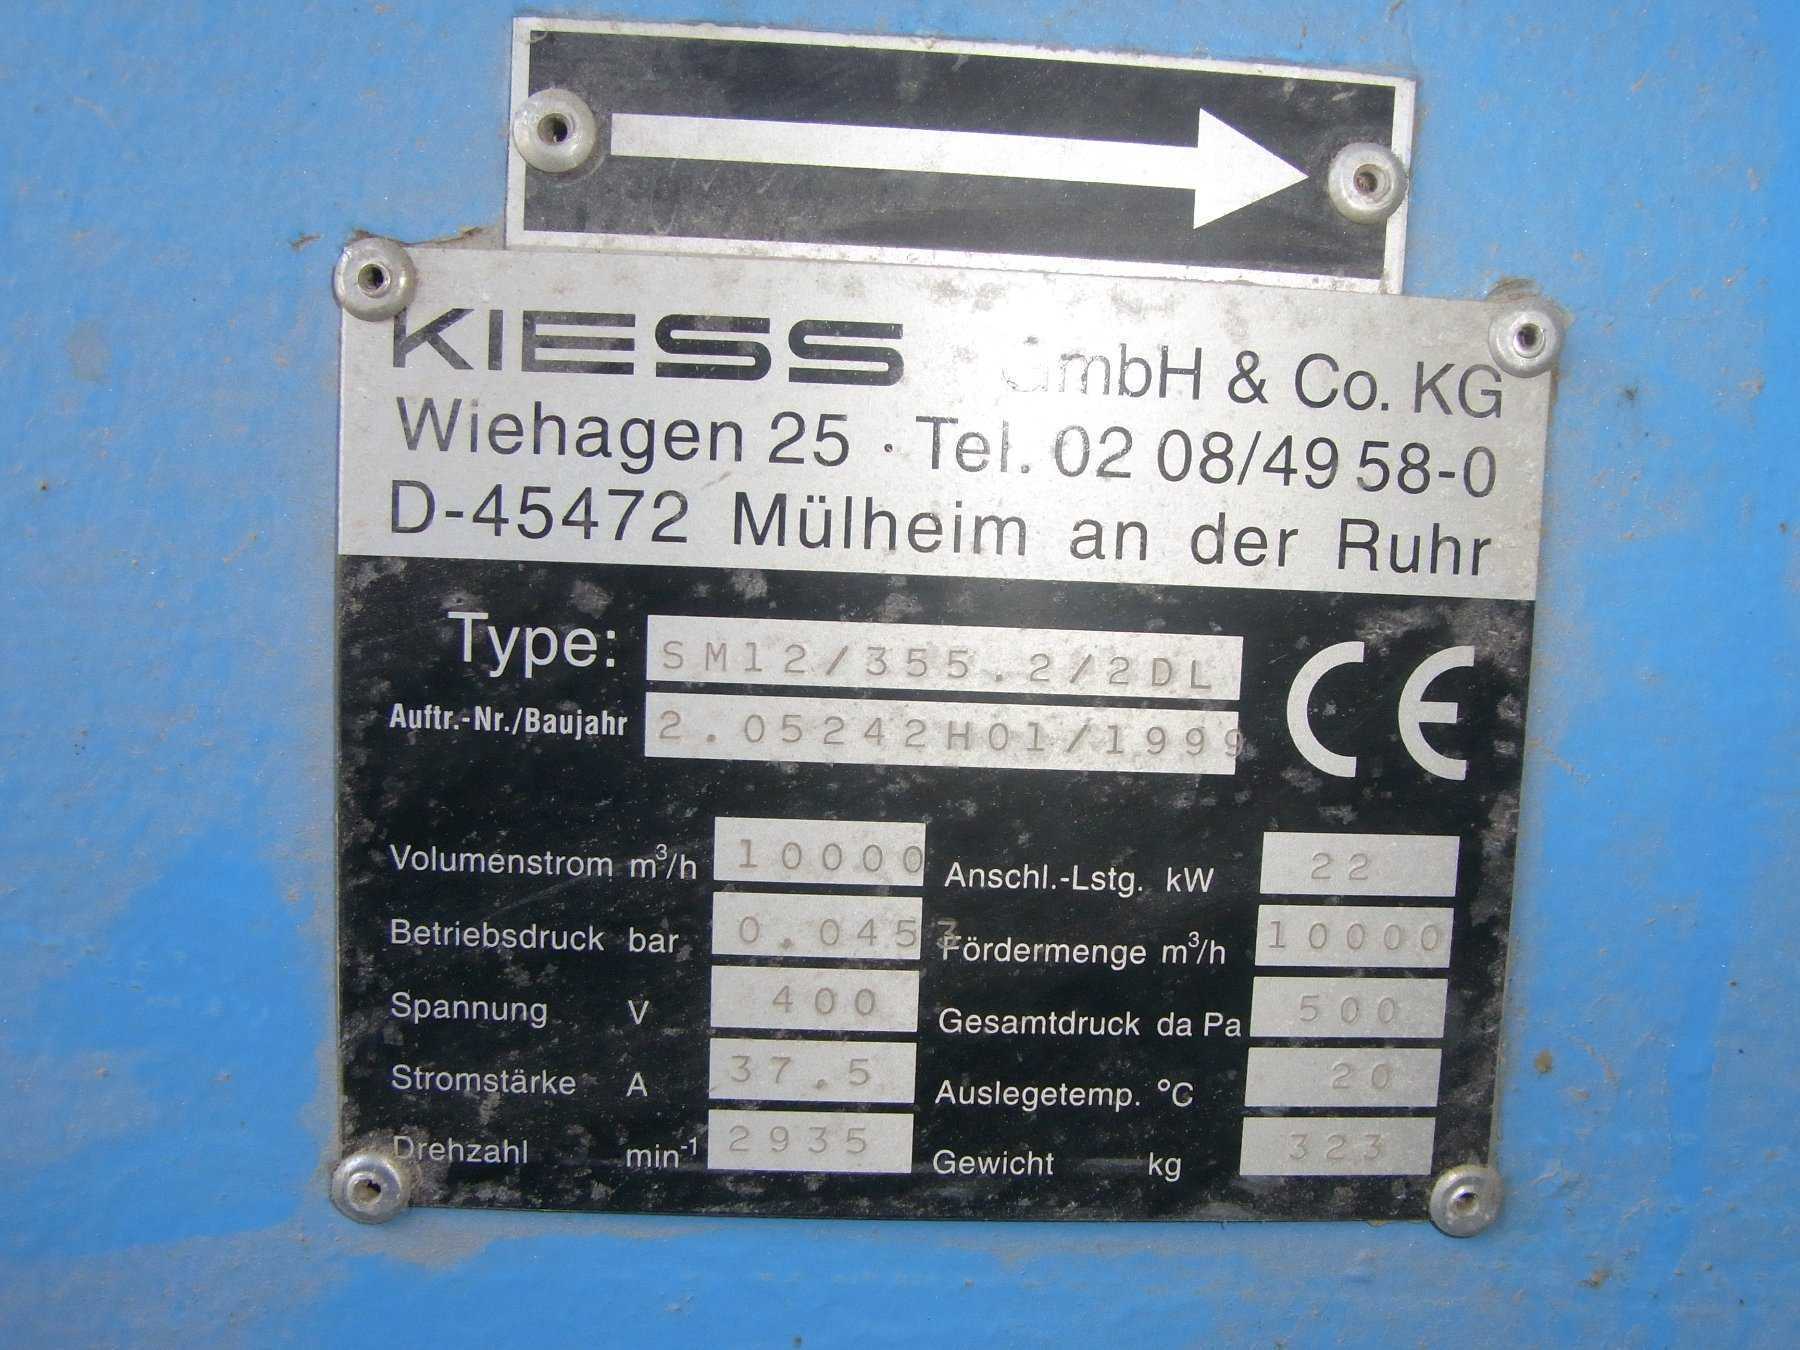 KIESS GmbH & Co. KG
Wiehagen 25 · Tel. 02 08/49 58-0
D-45472 Mülheim an der Ruhr
Type: SM12/355.2/2DL CE
Auftr.-Nr./Baujahr 2.05242H01/1999
Volumenstrom m³/h 10000 Anschl.-Lstg. kW 22
Betriebsdruck bar 0.0453 Fördermenge m³/h 10000
Spannung V 400 Gesamtdruck da Pa 500
Stromstärke A 37.5 Auslegetemp. °C 20
Drehzahl min⁻¹ 2935 Gewicht kg 323